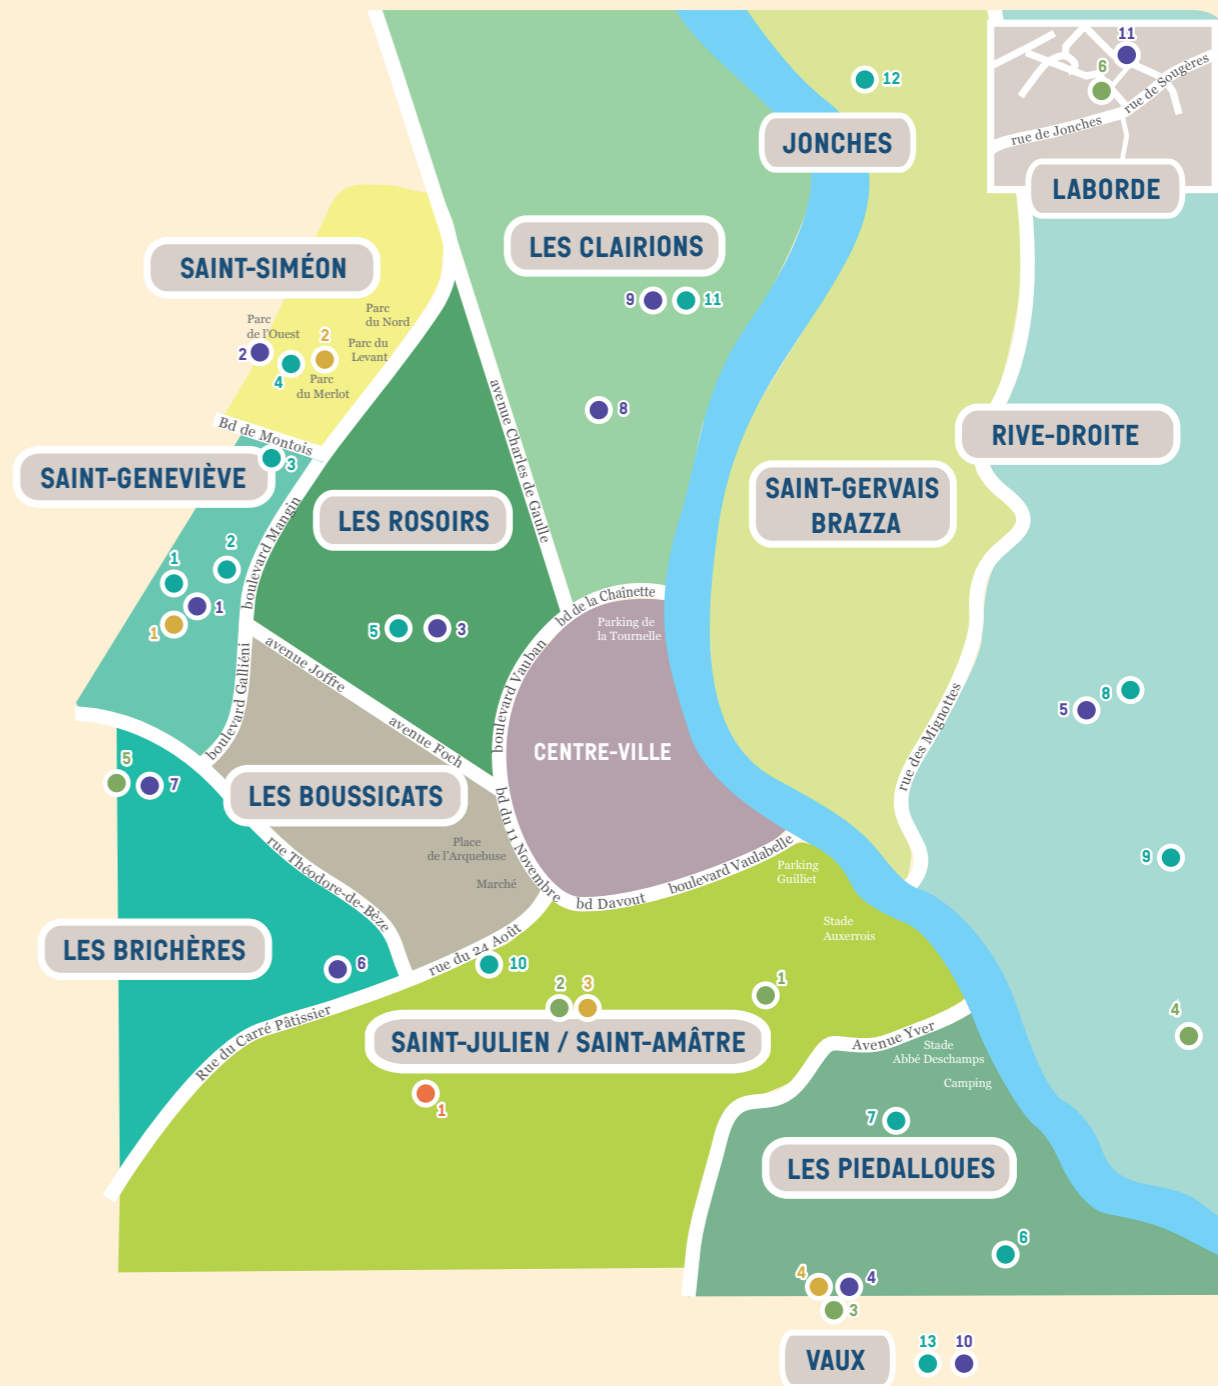 11
6
rue de Sougères
rue de Jonches
LABORDE
12
JONCHES
LES CLAIRIONS
9
11
8
SAINT-SIMÉON
Parc
du Nord
Parc
de l'Ouest
Parc du
Levant
2
2
4
Parc
du Merlot
Bd de Montois
avenue Charles de Gaulle
RIVE-DROITE
SAINT-GENEVIÈVE
3
SAINT-GERVAIS
BRAZZA
LES ROSOIRS
boulevard Mangin
2
1
1
1
5
3
bd de la Chaînette
Parking de
la Tournelle
boulevard Vauban
avenue Joffre
avenue Foch
boulevard Galliéni
rue des Mignottes
8
5
CENTRE-VILLE
5
7
LES BOUSSICATS
Place
de l'Arquebuse
Marché
bd du 11 Novembre
bd Davout
boulevard Vaulabelle
Parking
Guilliet
9
rue Théodore-de-Bèze
Stade
Auxerrois
LES BRICHÈRES
6
rue du 24 Août
10
2
3
1
4
SAINT-JULIEN / SAINT-AMÂTRE
Rue du Carré Pâtissier
Avenue Yver
Stade
Abbé Deschamps
Camping
1
7
LES PIEDALLOUES
6
4
4
3
VAUX
13
10